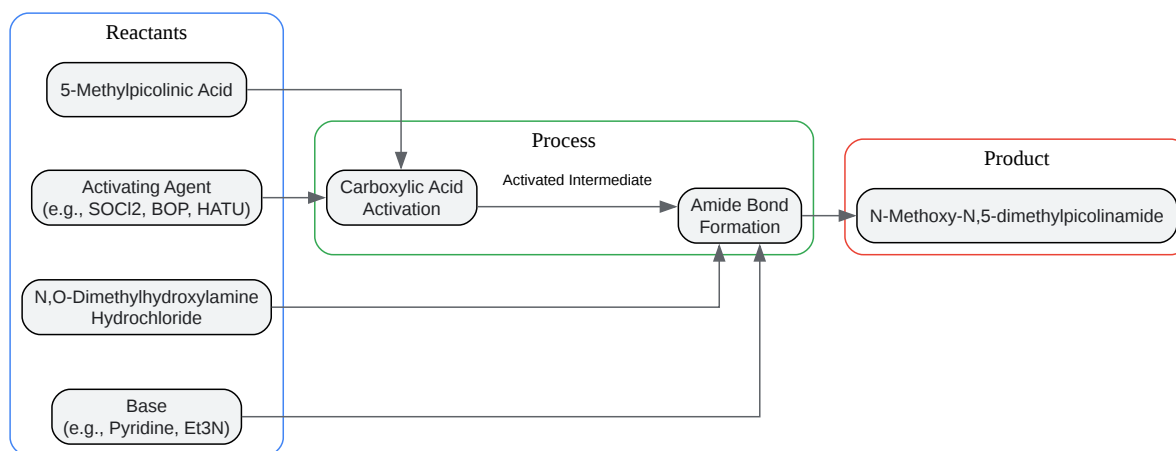 Reactants
5-Methylpicolinic Acid
Activating Agent
(e.g., SOCl2, BOP, HATU)
N,O-Dimethylhydroxylamine
Hydrochloride
Base
(e.g., Pyridine, Et3N)
Process
Carboxylic Acid
Activation
Activated Intermediate
Amide Bond
Formation
Product
N-Methoxy-N,5-dimethylpicolinamide